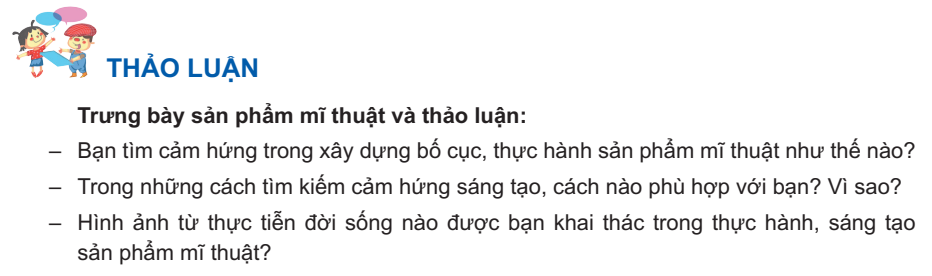 THẢO LUẬN
Trưng bày sản phẩm mĩ thuật và thảo luận:
– Bạn tìm cảm hứng trong xây dựng bố cục, thực hành sản phẩm mĩ thuật như thế nào?
– Trong những cách tìm kiếm cảm hứng sáng tạo, cách nào phù hợp với bạn? Vì sao?
– Hình ảnh từ thực tiễn đời sống nào được bạn khai thác trong thực hành, sáng tạo
sản phẩm mĩ thuật?